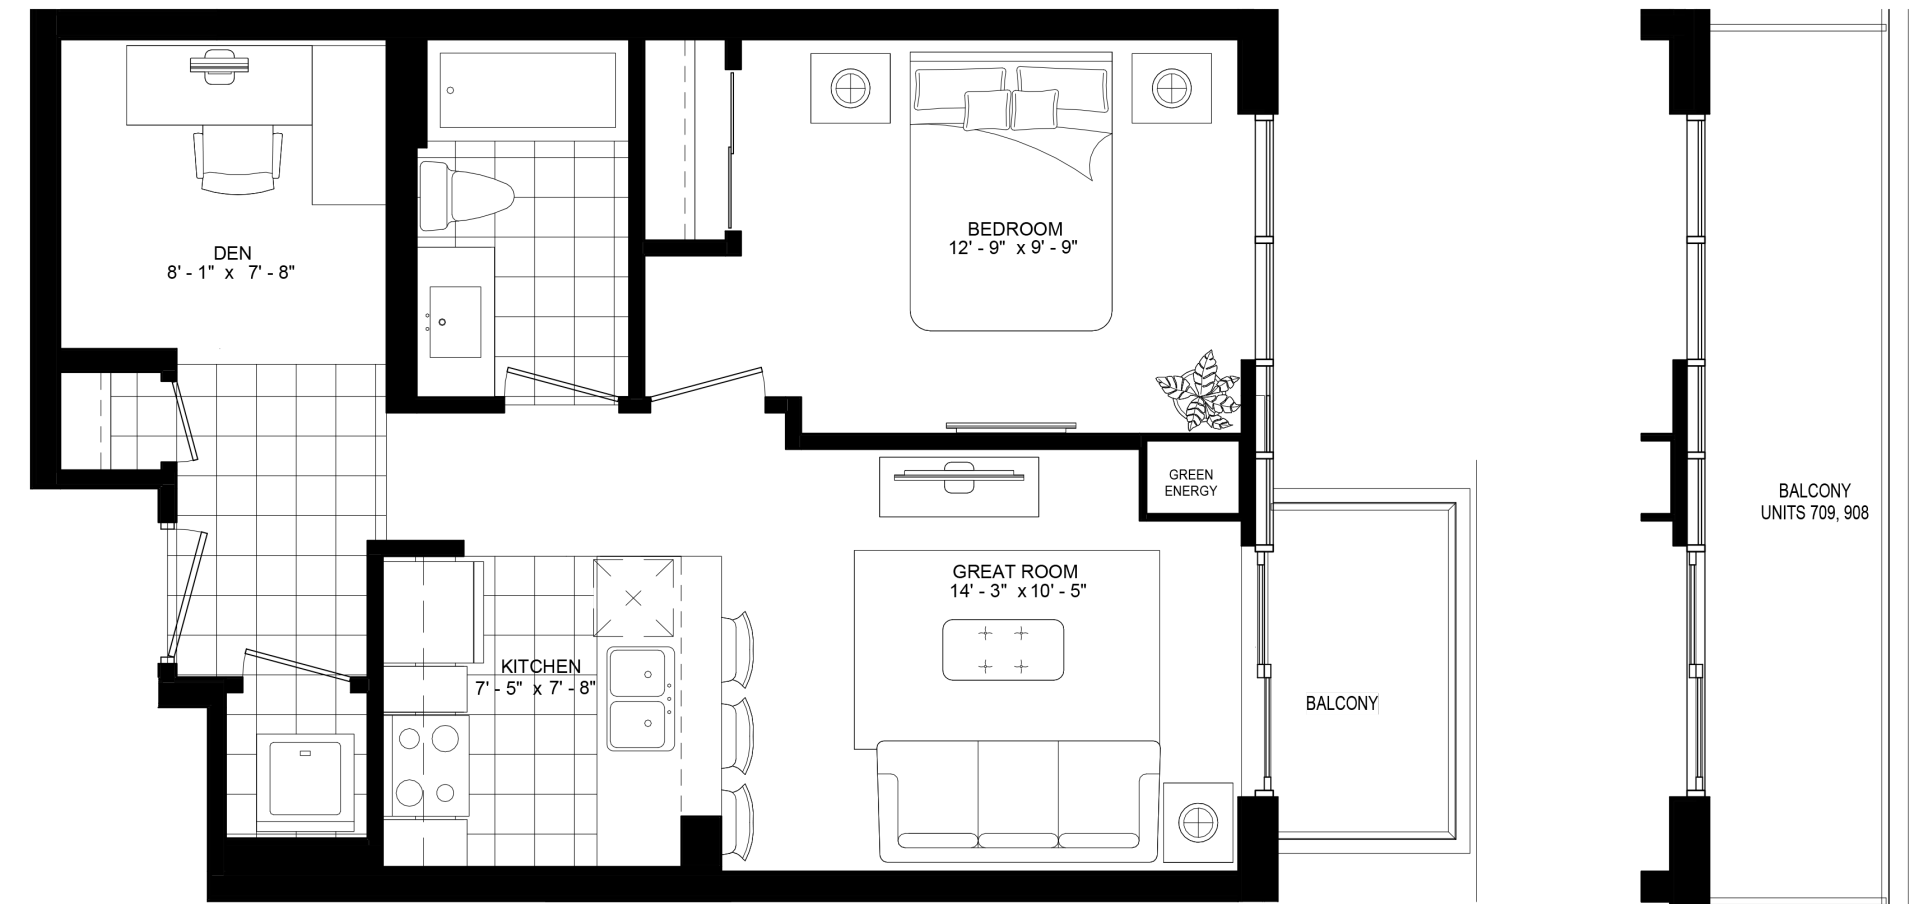 DEN
8' - 1" x 7' - 8"
BEDROOM
12' - 9" x 9' - 9"
GREEN
ENERGY
GREAT ROOM
14' - 3" x 10' - 5"
KITCHEN
7' - 5" x 7' - 8"
BALCONY
BALCONY
UNITS 709, 908